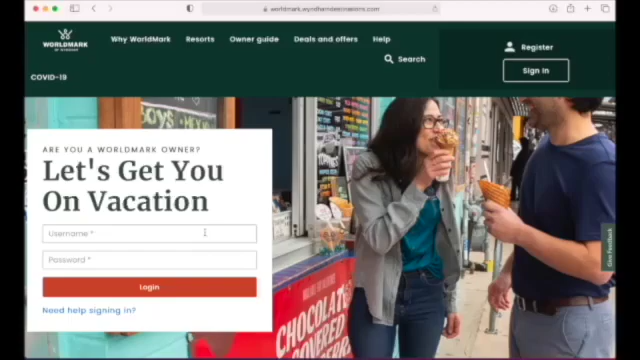 worldmark.wyndhamdestinations.com
WORLDMARK
BY WYNDHAM
Why WorldMark Resorts Owner guide Deals and offers Help
Register
Search
Sign in
COVID-19
ARE YOU A WORLDMARK OWNER?
Let's Get You
On Vacation
Username *
Password *
Login
Need help signing in?
Give Feedback
CHOCOLATE
COVERED